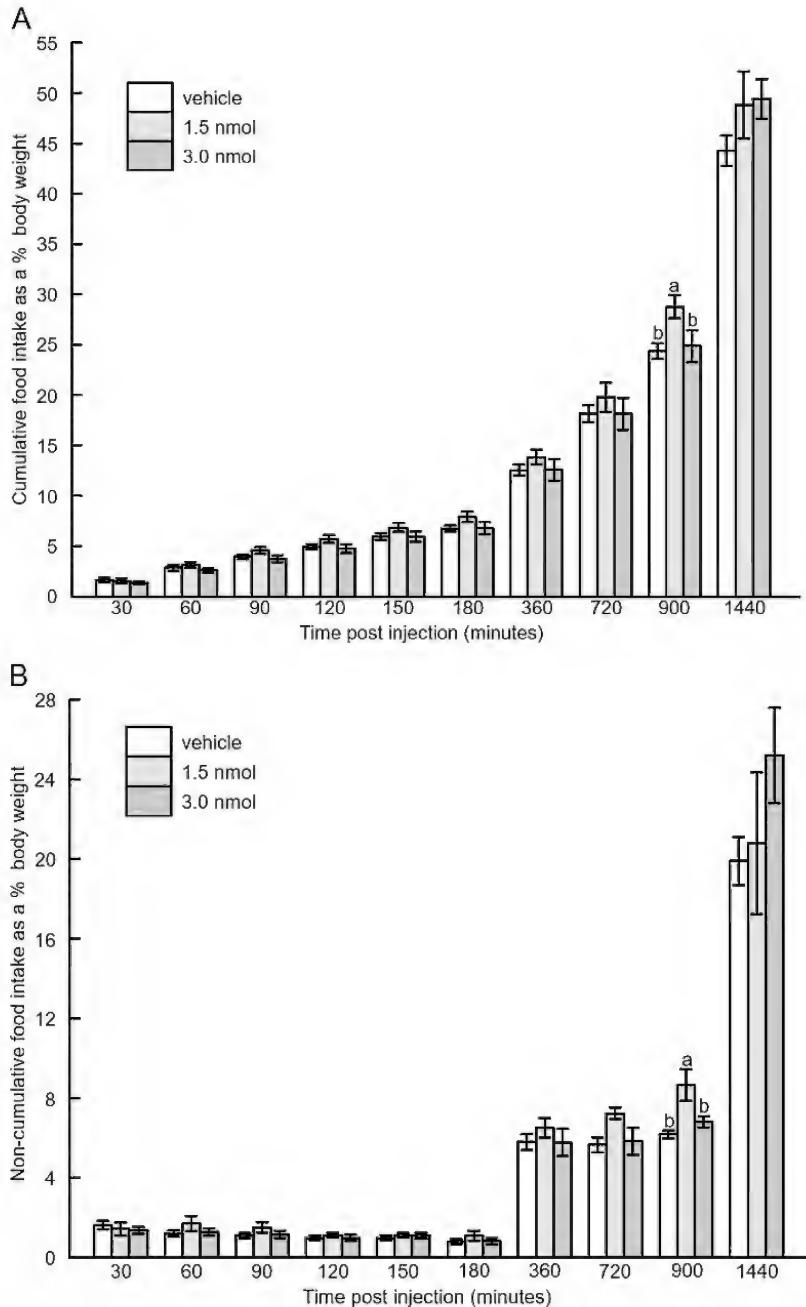 A
Cumulative food intake as a % body weight
55
50
45
40
35
30
25
20
15
10
5
0
vehicle
1.5 nmol
3.0 nmol
b
a
b
30 60 90 120 150 180 360 720 900 1440
Time post injection (minutes)
B
Non-cumulative food intake as a % body weight
28
24
20
16
12
8
4
0
vehicle
1.5 nmol
3.0 nmol
b
a
b
30 60 90 120 150 180 360 720 900 1440
Time post injection (minutes)